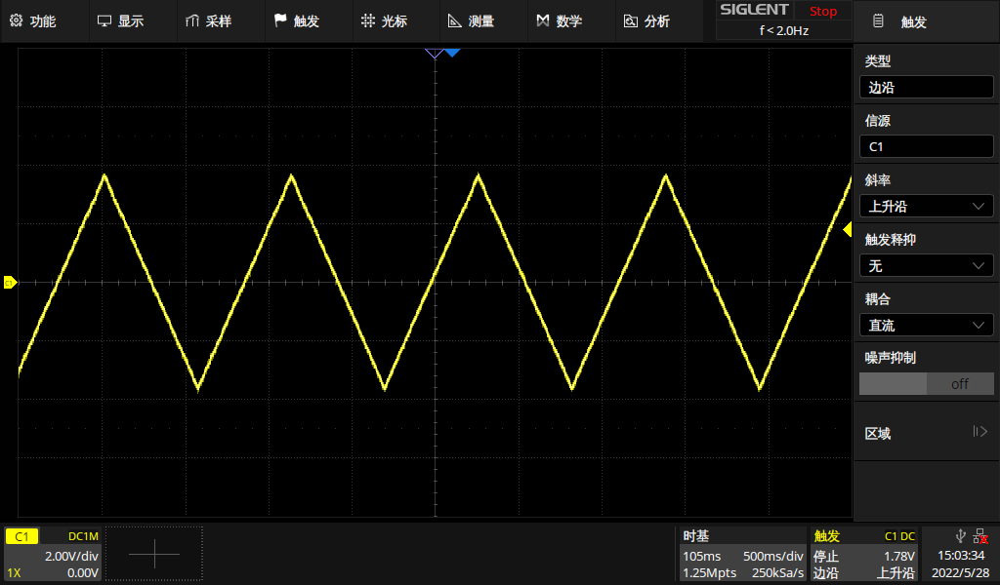 功能 显示 采样 触发 光标 测量 数学 分析
SIGLENT Stop
f < 2.0Hz
触发
类型
边沿
信源
C1
斜率
上升沿
触发释抑
无
耦合
直流
噪声抑制
off
区域
C1
C1 DC1M
2.00V/div
1X 0.00V
时基
105ms 500ms/div
1.25Mpts 250kSa/s
触发 C1 DC
停止 1.78V
边沿 上升沿
15:03:34
2022/5/28